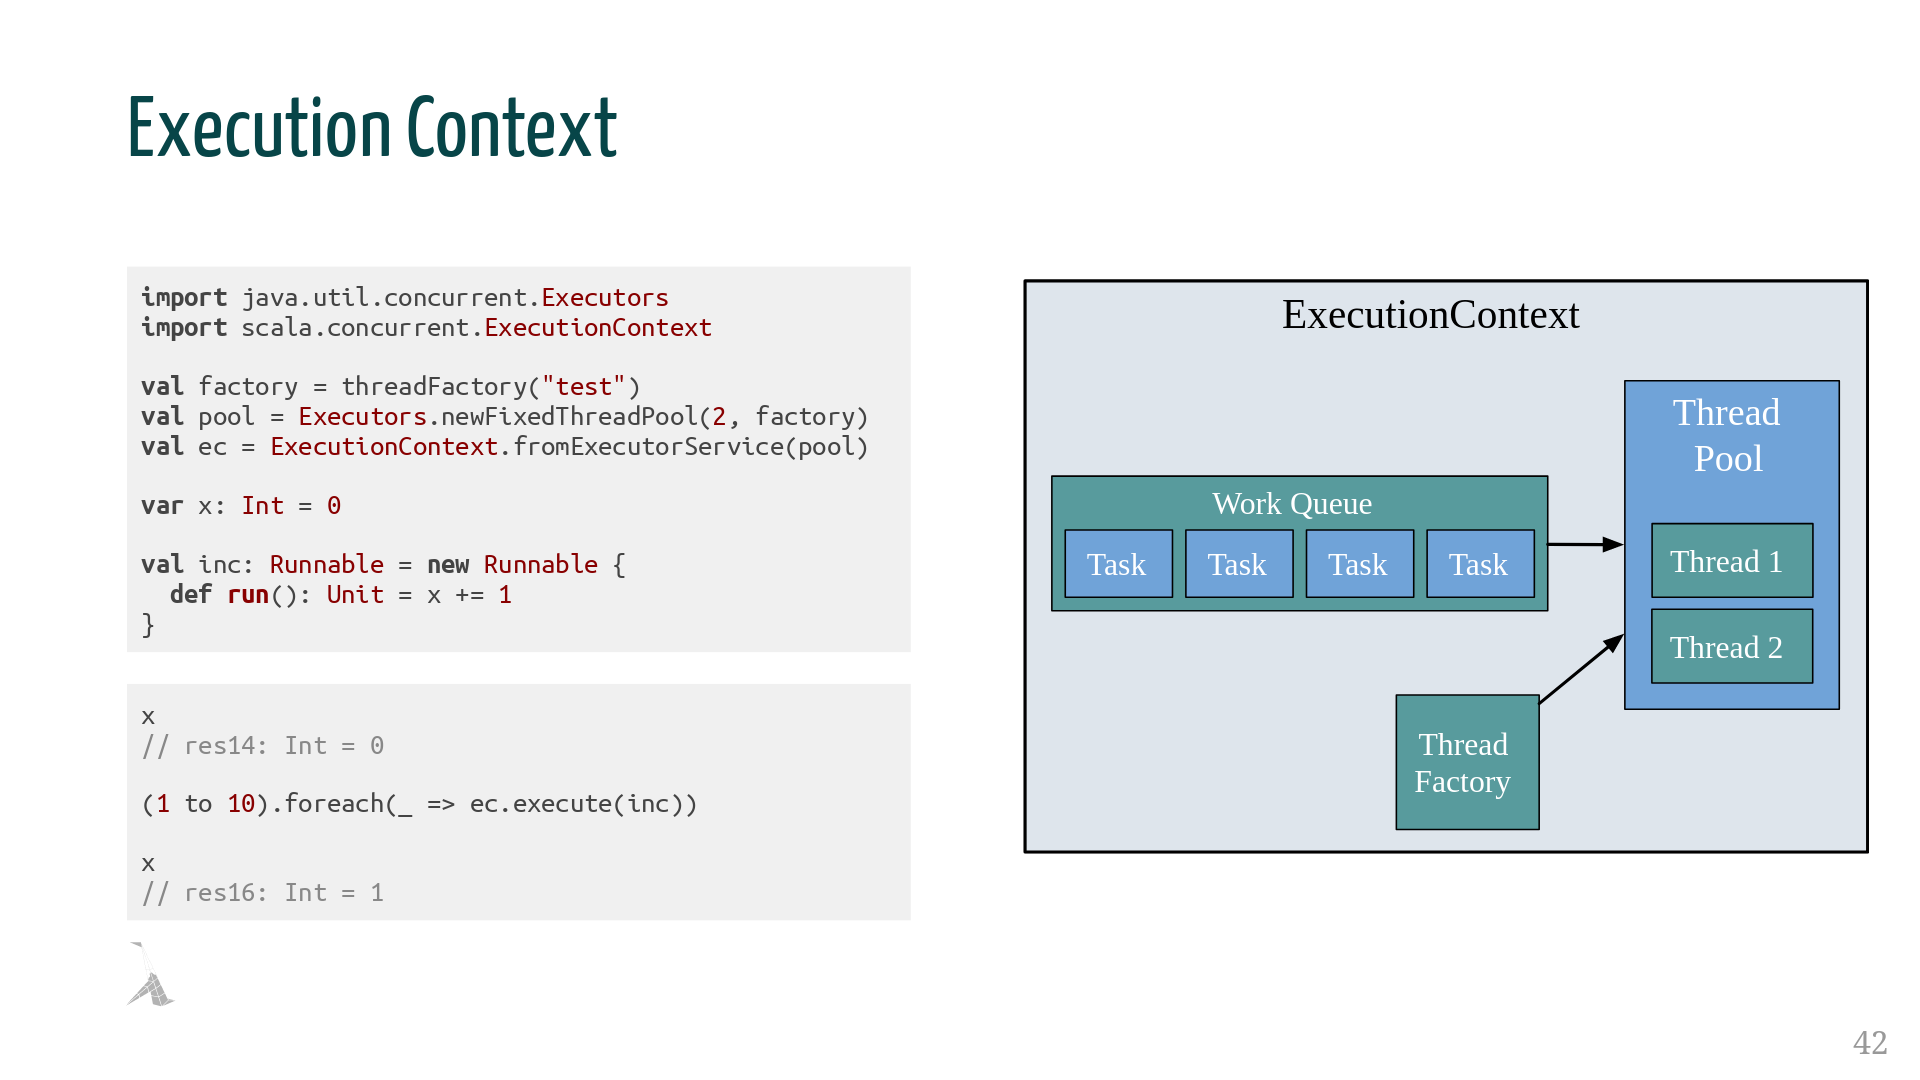 Execution Context
import java.util.concurrent.Executors
import scala.concurrent.ExecutionContext
val factory = threadFactory("test")
val pool = Executors.newFixedThreadPool(2, factory)
val ec = ExecutionContext.fromExecutorService(pool)
var x: Int = 0
val inc: Runnable = new Runnable {
  def run(): Unit = x += 1
}
x
// res14: Int = 0
(1 to 10).foreach(_ => ec.execute(inc))
x
// res16: Int = 1
ExecutionContext
Work Queue
Task Task Task Task
Thread
Pool
Thread 1
Thread 2
Thread
Factory
42